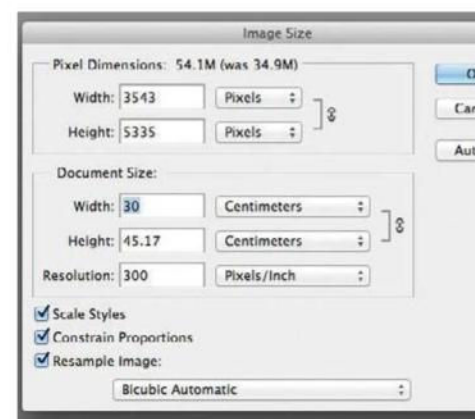 Image Size
Pixel Dimensions: 54.1M (was 34.9M)
Width: 3543 Pixels
Height: 5335 Pixels
Document Size:
Width: 30 Centimeters
Height: 45.17 Centimeters
Resolution: 300 Pixels/Inch
Scale Styles
Constrain Proportions
Resample Image:
Bicubic Automatic